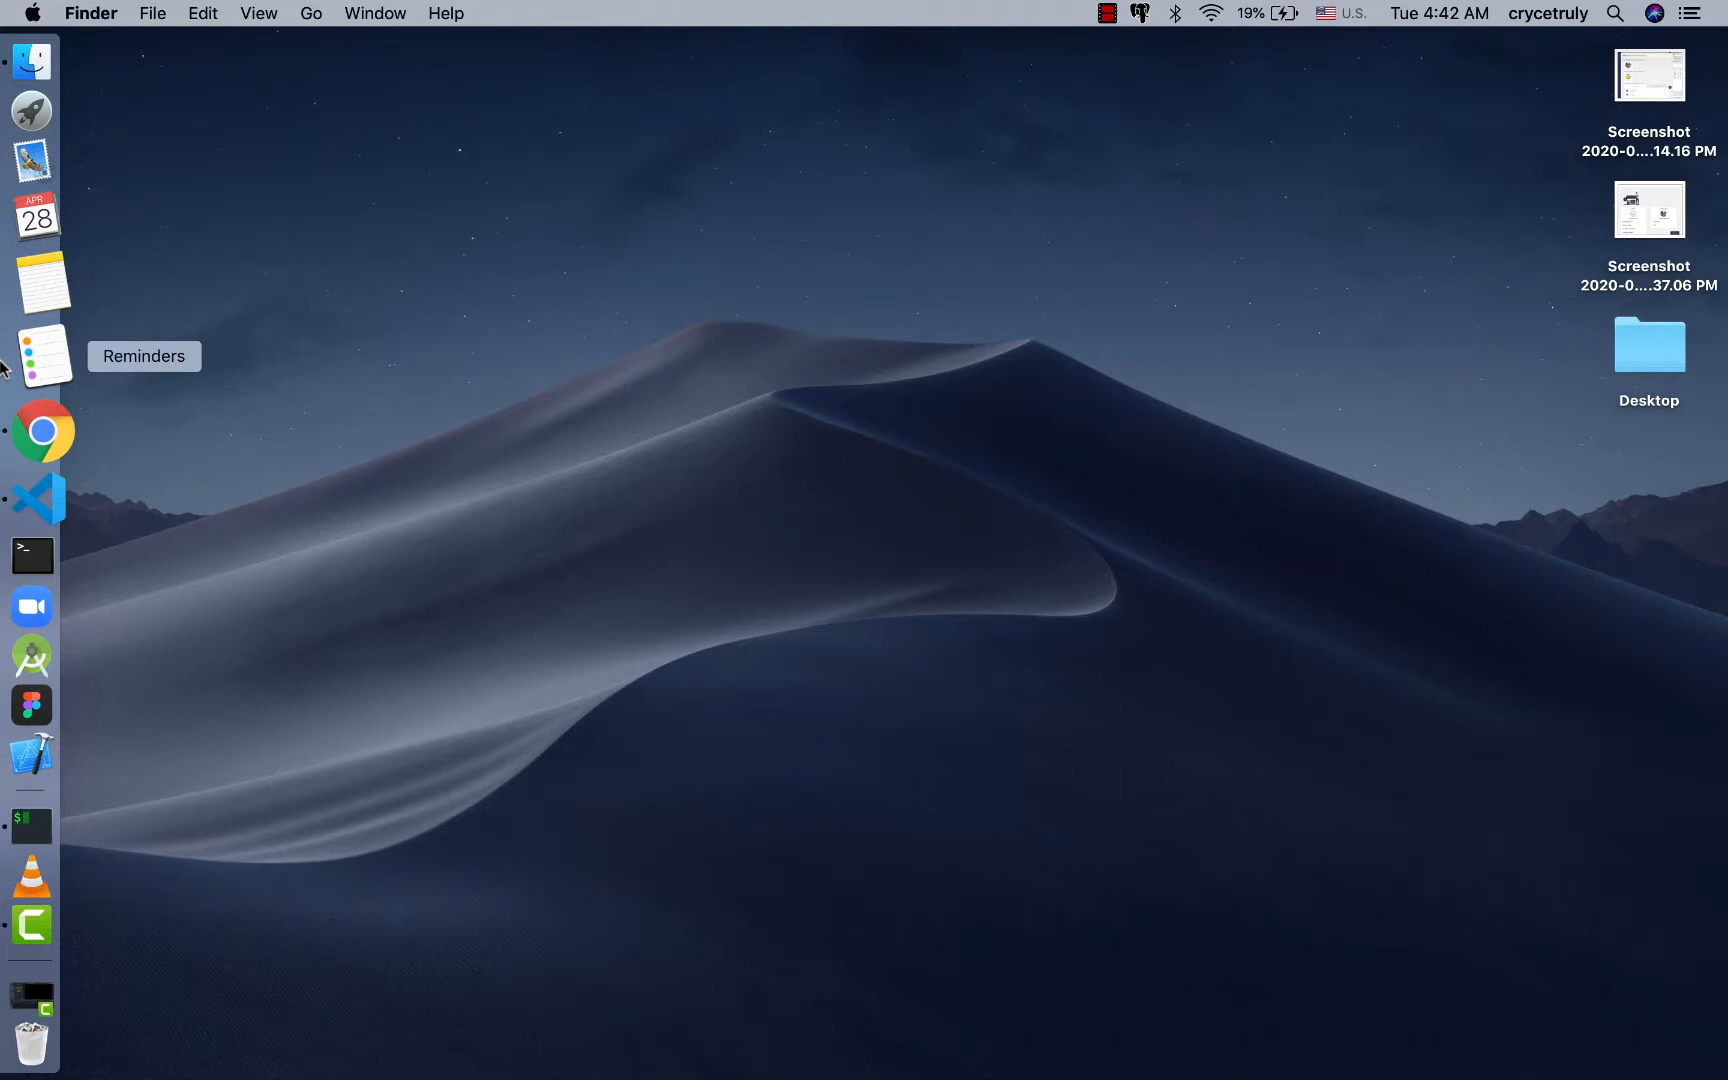 Finder File Edit View Go Window Help 19% U.S. Tue 4:42 AM crycetruly
Screenshot
2020-0....14.16 PM
Screenshot
2020-0....37.06 PM
Desktop
APR
28
Reminders
>_
$